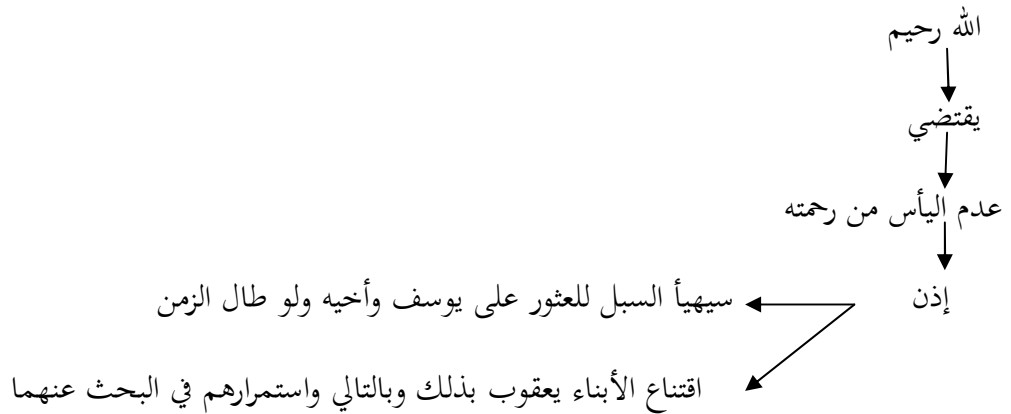 الله رحيم
يقتضي
عدم اليأس من رحمته
إذن
سيهيأ السبل للعثور على يوسف وأخيه ولو طال الزمن
اقتناع الأبناء يعقوب بذلك وبالتالي واستمرارهم في البحث عنهما